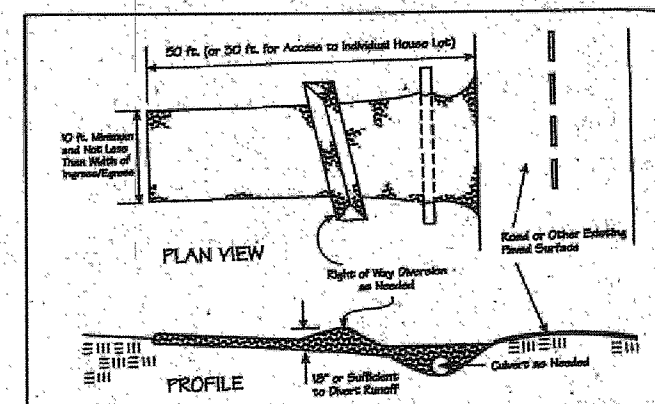 50 ft. (or 30 ft. for Access to Individual House Lot)
10 ft. Minimum
and Not Less
Than Width of
Ingress/Egress
PLAN VIEW
Right of Way Diversion
as Needed
Road or Other Existing
Paved Surface
18" or Sufficient
to Divert Runoff
Culvert as Needed
PROFILE